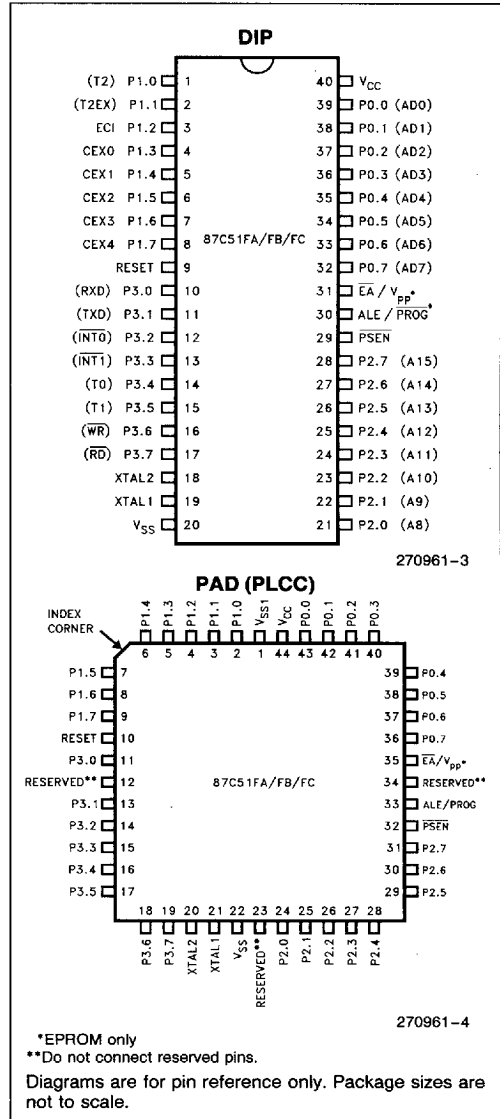 DIP
(T2) P1.0 1 40 VCC
(T2EX) P1.1 2 39 P0.0 (AD0)
ECI P1.2 3 38 P0.1 (AD1)
CEX0 P1.3 4 37 P0.2 (AD2)
CEX1 P1.4 5 36 P0.3 (AD3)
CEX2 P1.5 6 35 P0.4 (AD4)
CEX3 P1.6 7 34 P0.5 (AD5)
CEX4 P1.7 8 87C51FA/FB/FC 33 P0.6 (AD6)
RESET 9 32 P0.7 (AD7)
(RXD) P3.0 10 31 E̅A̅/VPP*
(TXD) P3.1 11 30 ALE/P̅R̅O̅G̅*
(I̅N̅T̅0̅) P3.2 12 29 P̅S̅E̅N̅
(I̅N̅T̅1̅) P3.3 13 28 P2.7 (A15)
(T0) P3.4 14 27 P2.6 (A14)
(T1) P3.5 15 26 P2.5 (A13)
(W̅R̅) P3.6 16 25 P2.4 (A12)
(R̅D̅) P3.7 17 24 P2.3 (A11)
XTAL2 18 23 P2.2 (A10)
XTAL1 19 22 P2.1 (A9)
VSS 20 21 P2.0 (A8)
270961–3
PAD (PLCC)
INDEX
CORNER
P1.4 P1.3 P1.2 P1.1 P1.0 VSS1 VCC P0.0 P0.1 P0.2 P0.3
6 5 4 3 2 1 44 43 42 41 40
P1.5 7 39 P0.4
P1.6 8 38 P0.5
P1.7 9 37 P0.6
RESET 10 36 P0.7
P3.0 11 35 E̅A̅/VPP*
RESERVED** 12 87C51FA/FB/FC 34 RESERVED**
P3.1 13 33 ALE/PROG
P3.2 14 32 P̅S̅E̅N̅
P3.3 15 31 P2.7
P3.4 16 30 P2.6
P3.5 17 29 P2.5
18 19 20 21 22 23 24 25 26 27 28
P3.6 P3.7 XTAL2 XTAL1 VSS RESERVED** P2.0 P2.1 P2.2 P2.3 P2.4
270961–4
*EPROM only
**Do not connect reserved pins.
Diagrams are for pin reference only. Package sizes are
not to scale.